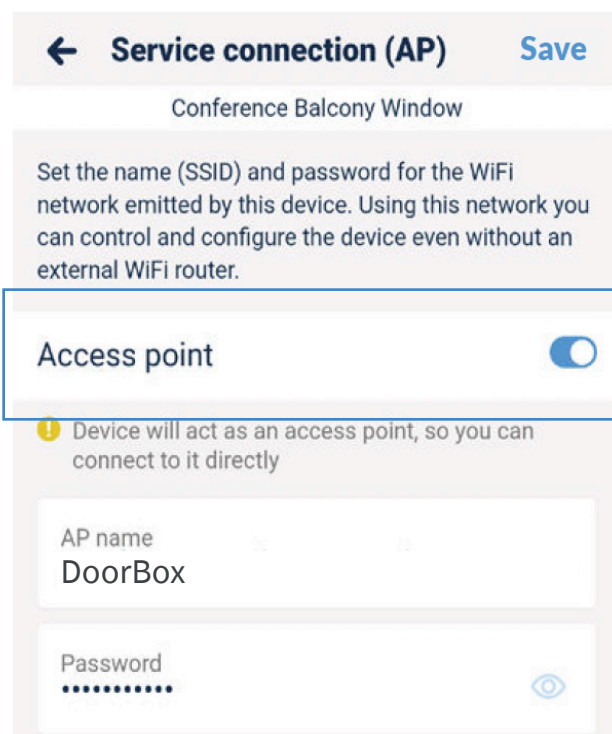 Service connection (AP) Save
Conference Balcony Window
Set the name (SSID) and password for the WiFi
network emitted by this device. Using this network you
can control and configure the device even without an
external WiFi router.
Access point
Device will act as an access point, so you can
connect to it directly
AP name
DoorBox
Password
•••••••••••